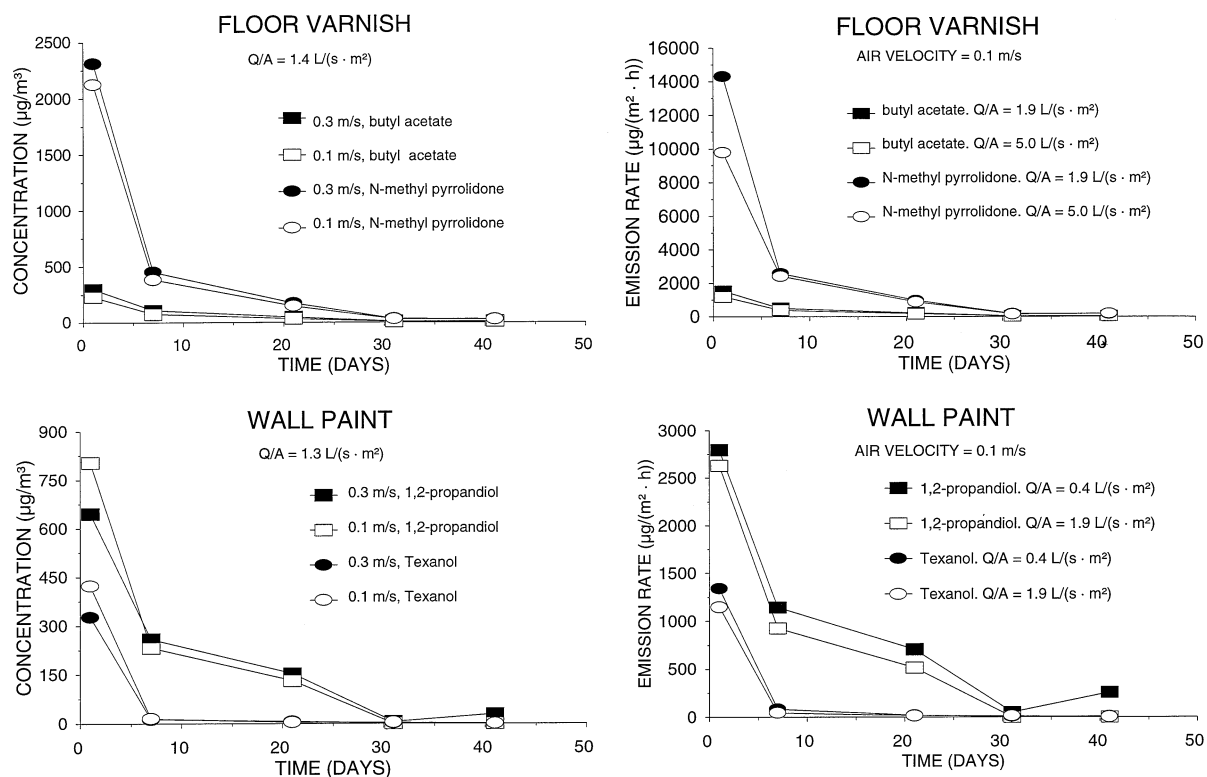 FLOOR VARNISH
Q/A = 1.4 L/(s · m²)
CONCENTRATION (µg/m³)
2500
2000
1500
1000
500
0
0.3 m/s, butyl acetate
0.1 m/s, butyl acetate
0.3 m/s, N-methyl pyrrolidone
0.1 m/s, N-methyl pyrrolidone
0 10 20 30 40 50
TIME (DAYS)
FLOOR VARNISH
AIR VELOCITY = 0.1 m/s
EMISSION RATE (µg/(m² · h))
16000
14000
12000
10000
8000
6000
4000
2000
0
butyl acetate. Q/A = 1.9 L/(s · m²)
butyl acetate. Q/A = 5.0 L/(s · m²)
N-methyl pyrrolidone. Q/A = 1.9 L/(s · m²)
N-methyl pyrrolidone. Q/A = 5.0 L/(s · m²)
0 10 20 30 40 50
TIME (DAYS)
WALL PAINT
Q/A = 1.3 L/(s · m²)
CONCENTRATION (µg/m³)
900
750
600
450
300
150
0
0.3 m/s, 1,2-propandiol
0.1 m/s, 1,2-propandiol
0.3 m/s, Texanol
0.1 m/s, Texanol
0 10 20 30 40 50
TIME (DAYS)
WALL PAINT
AIR VELOCITY = 0.1 m/s
EMISSION RATE (µg/(m² · h))
3000
2500
2000
1500
1000
500
0
1,2-propandiol. Q/A = 0.4 L/(s · m²)
1,2-propandiol. Q/A = 1.9 L/(s · m²)
Texanol. Q/A = 0.4 L/(s · m²)
Texanol. Q/A = 1.9 L/(s · m²)
0 10 20 30 40 50
TIME (DAYS)